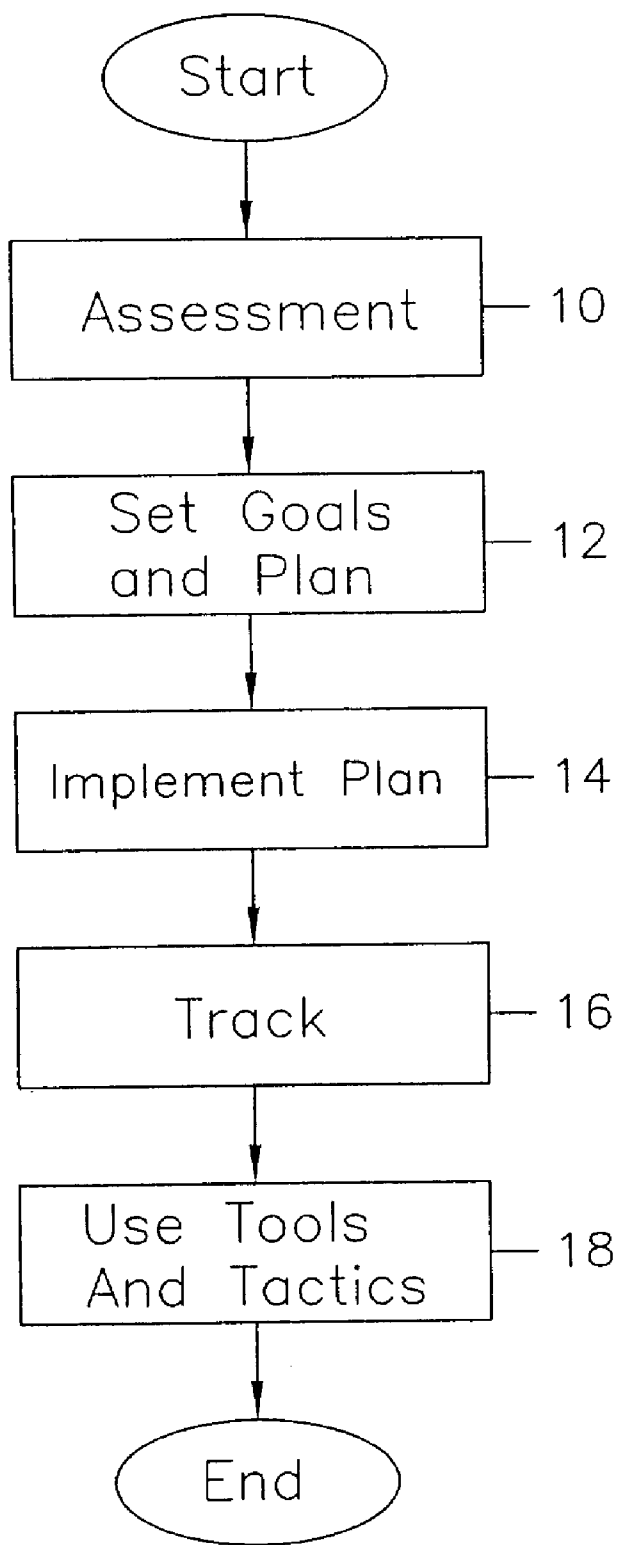 Start
Assessment
10
Set Goals
and Plan
12
Implement Plan
14
Track
16
Use Tools
And Tactics
18
End